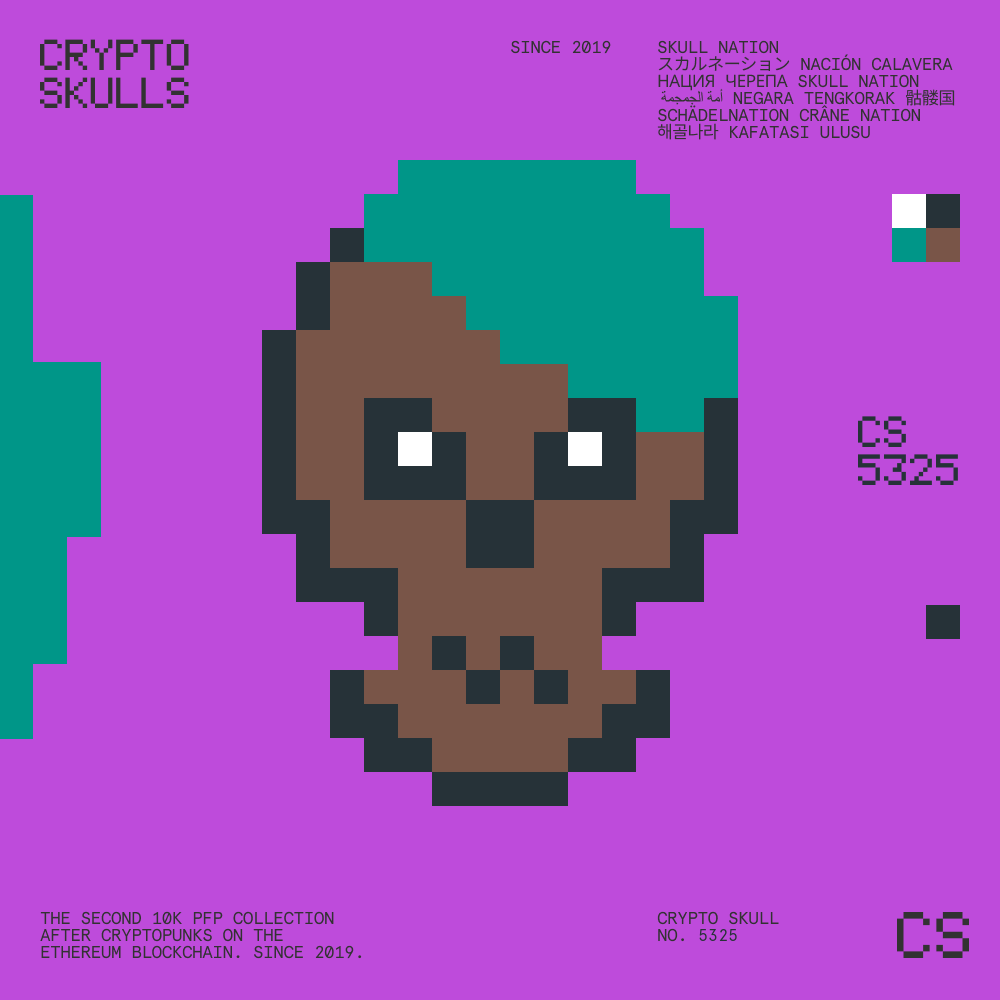 CRYPTO
SKULLS
SINCE 2019
SKULL NATION
スカルネーション NACIÓN CALAVERA
НАЦИЯ ЧЕРЕПА SKULL NATION
أمة الجمجمة NEGARA TENGKORAK 骷髅国
SCHÄDELNATION CRÂNE NATION
해골나라 KAFATASI ULUSU
CS
5325
THE SECOND 10K PFP COLLECTION
AFTER CRYPTOPUNKS ON THE
ETHEREUM BLOCKCHAIN. SINCE 2019.
CRYPTO SKULL
NO. 5325
CS